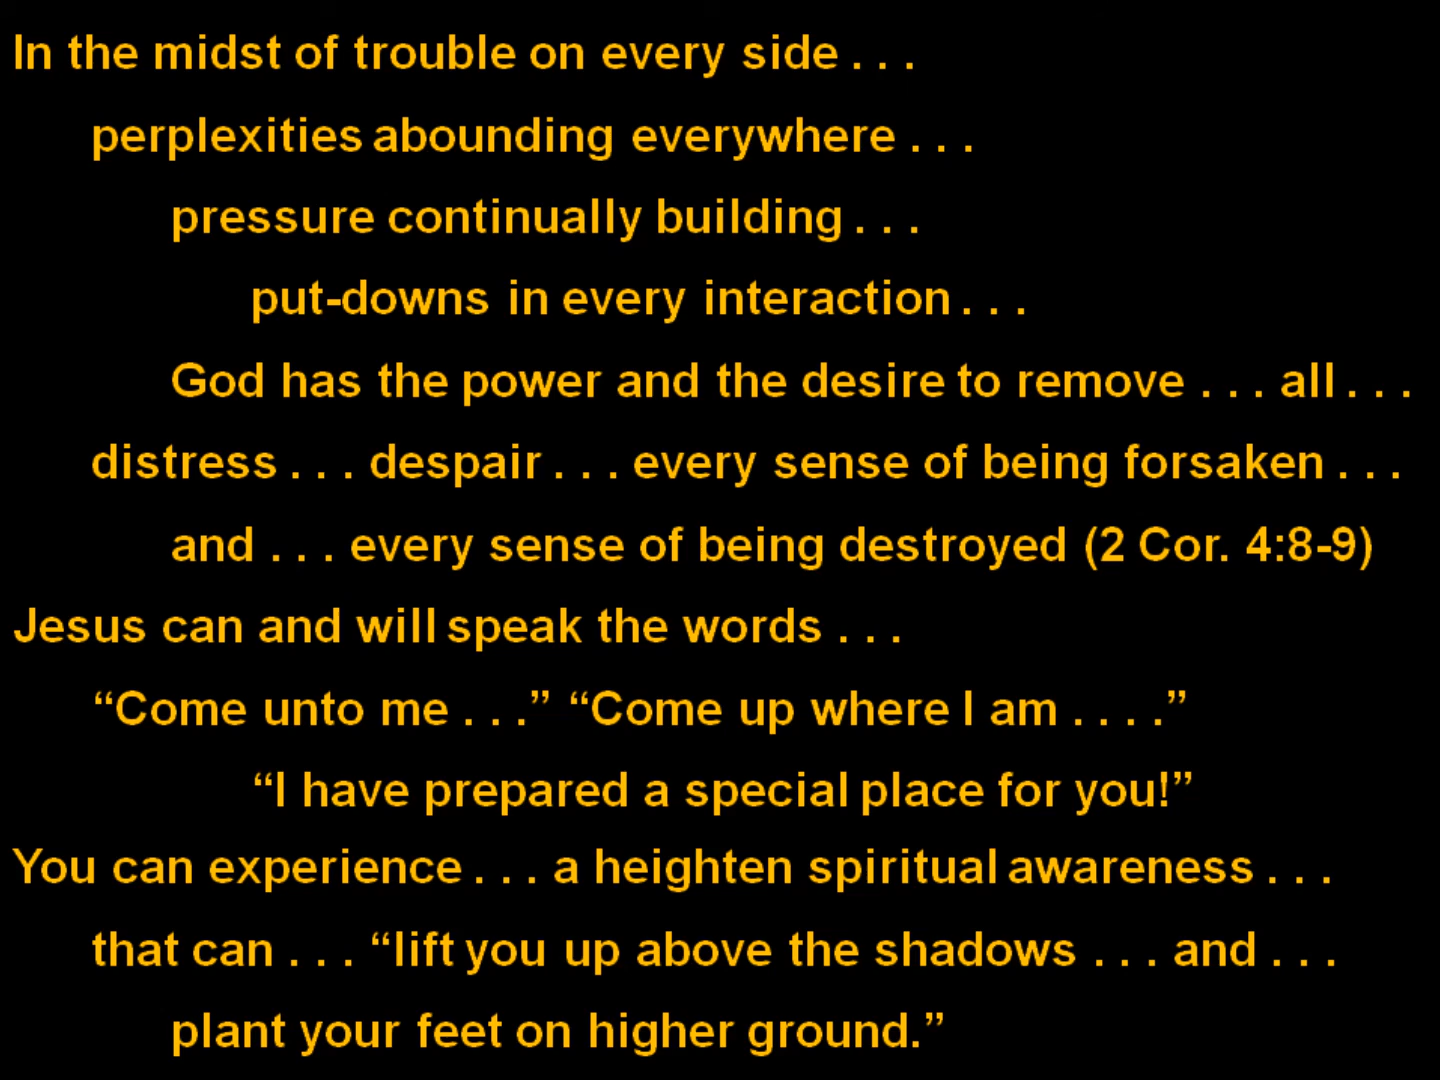 In the midst of trouble on every side . . .
perplexities abounding everywhere . . .
pressure continually building . . .
put-downs in every interaction . . .
God has the power and the desire to remove . . . all . . .
distress . . . despair . . . every sense of being forsaken . . .
and . . . every sense of being destroyed (2 Cor. 4:8-9)
Jesus can and will speak the words . . .
“Come unto me . . .” “Come up where I am . . . .”
“I have prepared a special place for you!”
You can experience . . . a heighten spiritual awareness . . .
that can . . . “lift you up above the shadows . . . and . . .
plant your feet on higher ground.”